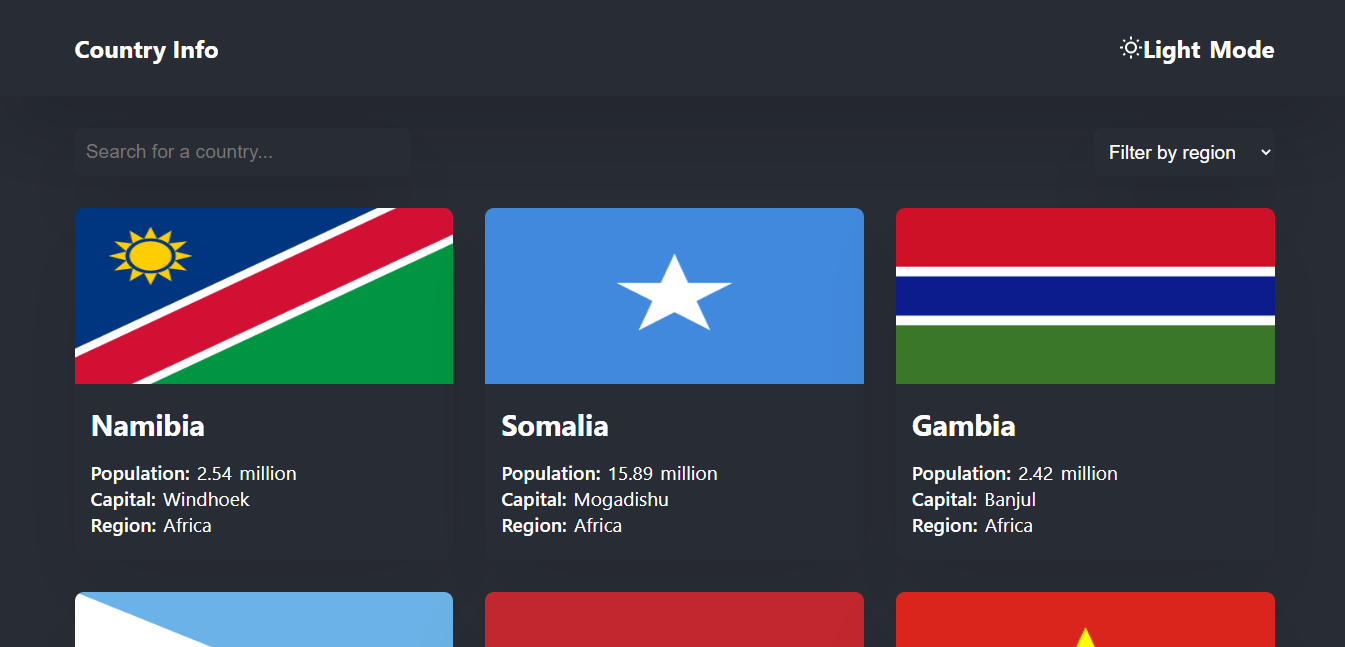 Country Info
Light Mode
Search for a country...
Filter by region
Namibia
Population: 2.54 million
Capital: Windhoek
Region: Africa
Somalia
Population: 15.89 million
Capital: Mogadishu
Region: Africa
Gambia
Population: 2.42 million
Capital: Banjul
Region: Africa